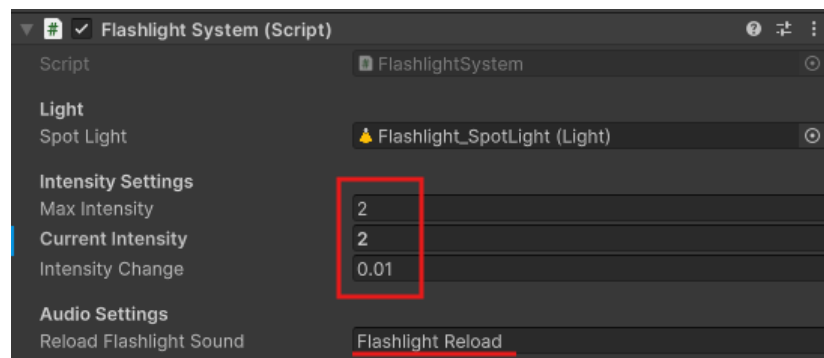 # Flashlight System (Script)
Script # FlashlightSystem
Light
Spot Light Flashlight_SpotLight (Light)
Intensity Settings
Max Intensity 2
Current Intensity 2
Intensity Change 0.01
Audio Settings
Reload Flashlight Sound Flashlight Reload